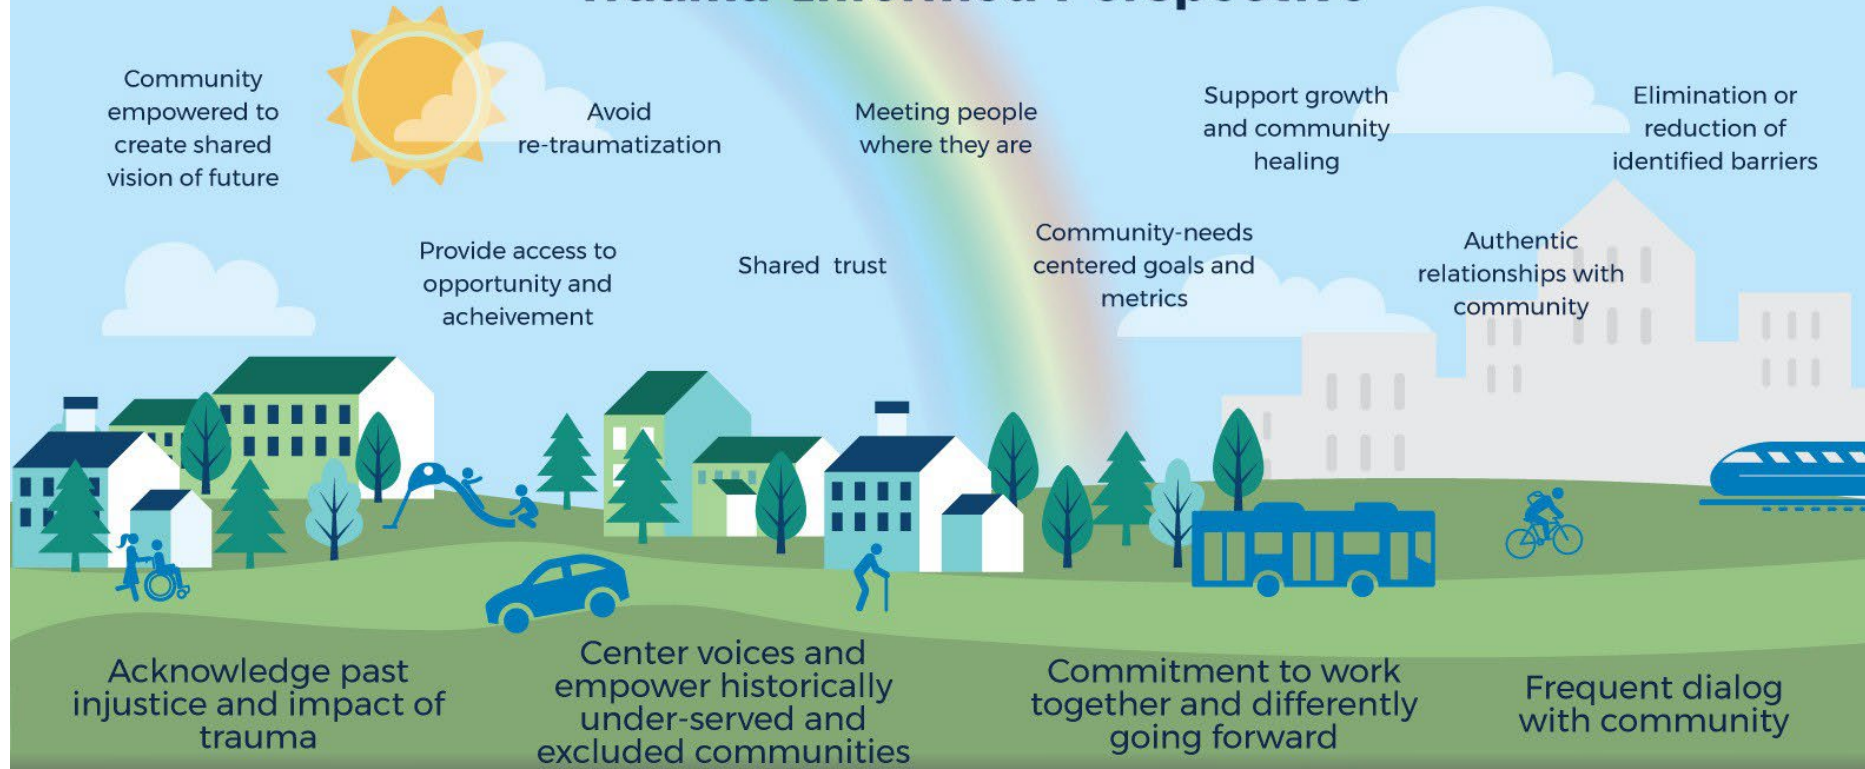 Trauma-Informed Perspective
Community
empowered to
create shared
vision of future
Avoid
re-traumatization
Meeting people
where they are
Support growth
and community
healing
Elimination or
reduction of
identified barriers
Provide access to
opportunity and
acheivement
Shared trust
Community-needs
centered goals and
metrics
Authentic
relationships with
community
Acknowledge past
injustice and impact of
trauma
Center voices and
empower historically
under-served and
excluded communities
Commitment to work
together and differently
going forward
Frequent dialog
with community